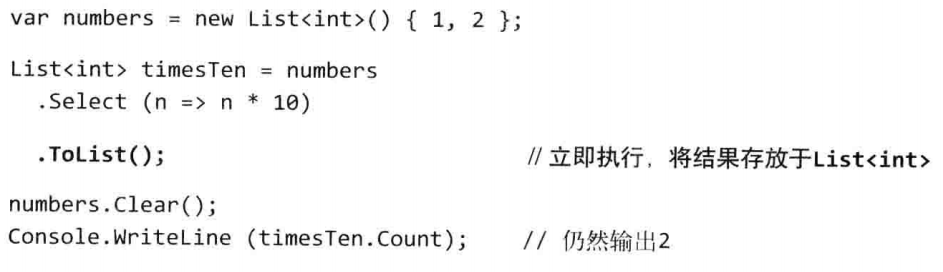 var numbers = new List<int>() { 1, 2 };
List<int> timesTen = numbers
.Select (n => n * 10)
.ToList(); // 立即执行，将结果存放于List<int>
numbers.Clear();
Console.WriteLine (timesTen.Count); // 仍然输出2